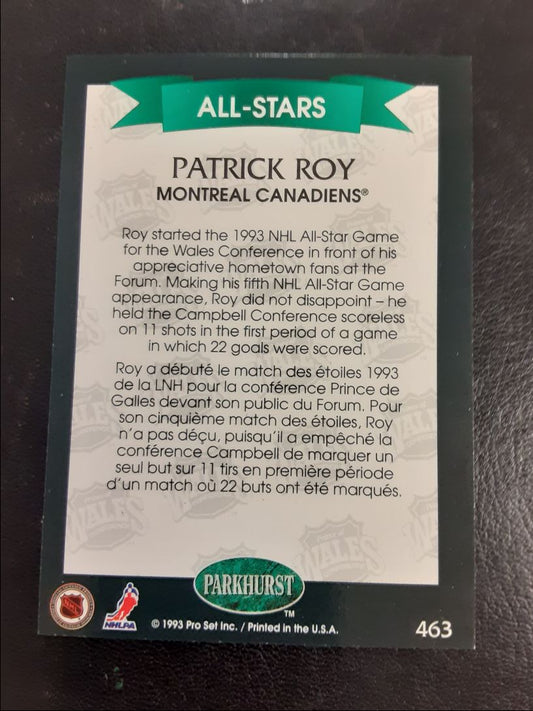 ALL-STARS
PATRICK ROY
MONTREAL CANADIENS®
Roy started the 1993 NHL All-Star Game
for the Wales Conference in front of his
appreciative hometown fans at the
Forum. Making his fifth NHL All-Star Game
appearance, Roy did not disappoint – he
held the Campbell Conference scoreless
on 11 shots in the first period of a game
in which 22 goals were scored.
Roy a débuté le match des étoiles 1993
de la LNH pour la conférence Prince de
Galles devant son public du Forum. Pour
son cinquième match des étoiles, Roy
n'a pas déçu, puisqu'il a empêché la
conférence Campbell de marquer un
seul but sur 11 tirs en première période
d'un match où 22 buts ont été marqués.
PARKHURST
™
NHL
NHLPA
© 1993 Pro Set Inc. / Printed in the U.S.A.
463